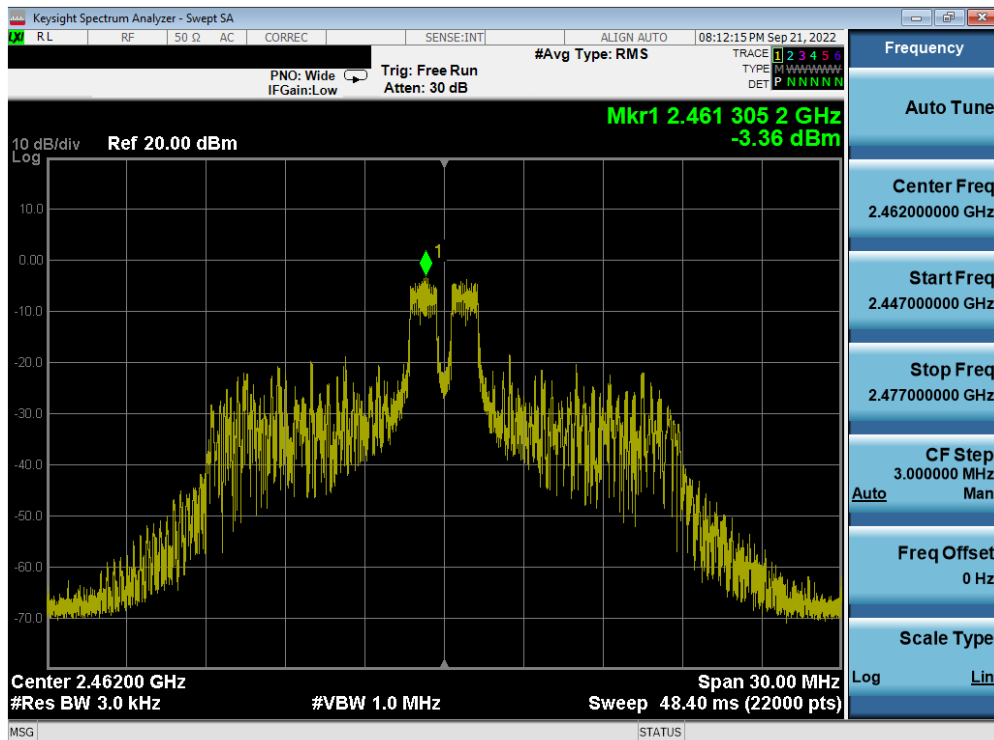 Keysight Spectrum Analyzer - Swept SA
LXI RL RF 50 Ω AC CORREC SENSE:INT ALIGN AUTO 08:12:15 PM Sep 21, 2022
PNO: Wide
IFGain:Low
Trig: Free Run
Atten: 30 dB
#Avg Type: RMS
TRACE 1 2 3 4 5 6
TYPE M W W W W W
DET P N N N N N
Mkr1 2.461 305 2 GHz
-3.36 dBm
10 dB/div
Log
Ref 20.00 dBm
10.0
0.00
-10.0
-20.0
-30.0
-40.0
-50.0
-60.0
-70.0
1
Center 2.46200 GHz
Span 30.00 MHz
#Res BW 3.0 kHz
#VBW 1.0 MHz
Sweep 48.40 ms (22000 pts)
MSG
STATUS
Frequency
Auto Tune
Center Freq
2.462000000 GHz
Start Freq
2.447000000 GHz
Stop Freq
2.477000000 GHz
CF Step
3.000000 MHz
Auto Man
Freq Offset
0 Hz
Scale Type
Log Lin